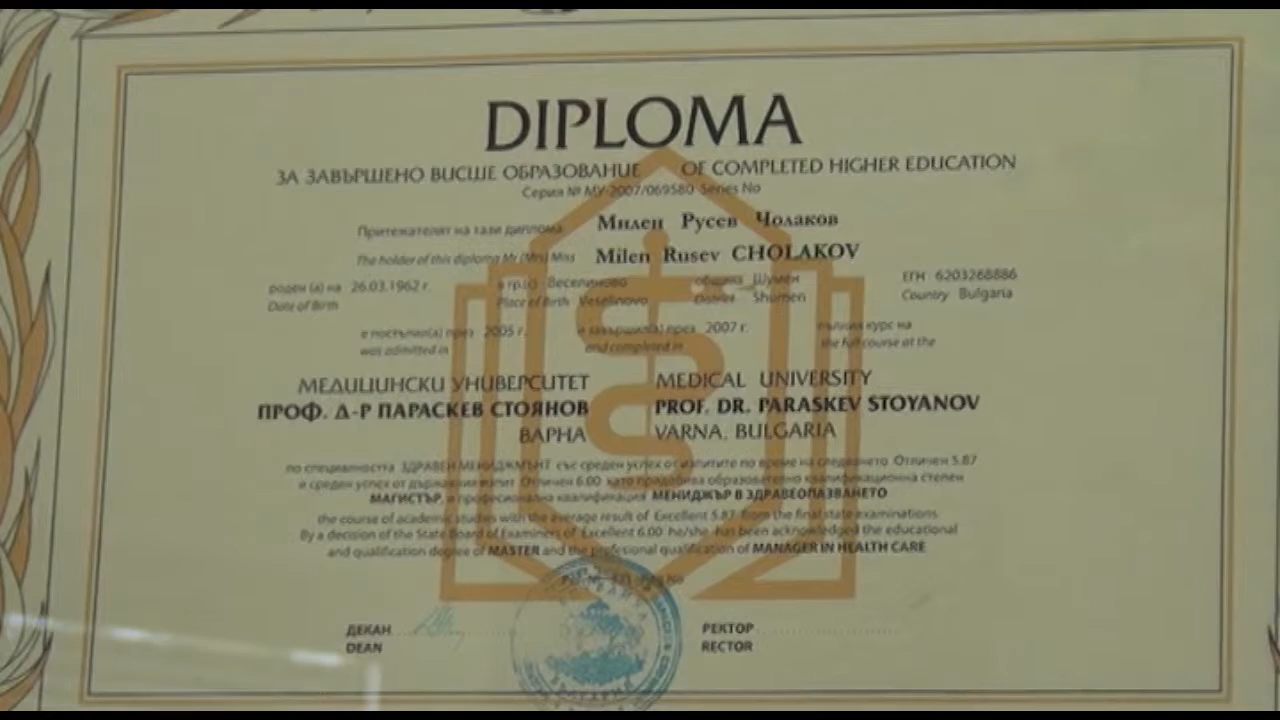 DIPLOMA
ЗА ЗАВЪРШЕНО ВИСШЕ ОБРАЗОВАНИЕ OF COMPLETED HIGHER EDUCATION
Серия № МУ-2007/069580 Series No
Притежателят на тази диплома Милен Русев Чолаков
The holder of this diploma Mr (Mrs) Miss Milen Rusev CHOLAKOV
роден (а) на 26.03.1962 г. в гр.(с) Веселиново община Шумен ЕГН 6203268886
Date of Birth Place of Birth Veselinovo District Shumen Country Bulgaria
е постъпил(а) през 2005 г. и завършил(а) през 2007 г. пълния курс на
was admitted in and completed in the full course at the
МЕДИЦИНСКИ УНИВЕРСИТЕТ MEDICAL UNIVERSITY
ПРОФ. Д-Р ПАРАСКЕВ СТОЯНОВ PROF. DR. PARASKEV STOYANOV
ВАРНА VARNA, BULGARIA
по специалността ЗДРАВЕН МЕНИДЖМЪНТ със среден успех от изпитите по време на следването Отличен 5.87
и среден успех от държавния изпит Отличен 6.00 като придобива образователно квалификационна степен
МАГИСТЪР, и професионална квалификация МЕНИДЖЪР В ЗДРАВЕОПАЗВАНЕТО
the course of academic studies with the average result of Excellent 5.87 from the final state examinations.
By a decision of the State Board of Examiners of Excellent 6.00 he/she has been acknowledged the educational
and qualification degree of MASTER and the profesional qualification of MANAGER IN HEALTH CARE
ДЕКАН РЕКТОР
DEAN RECTOR